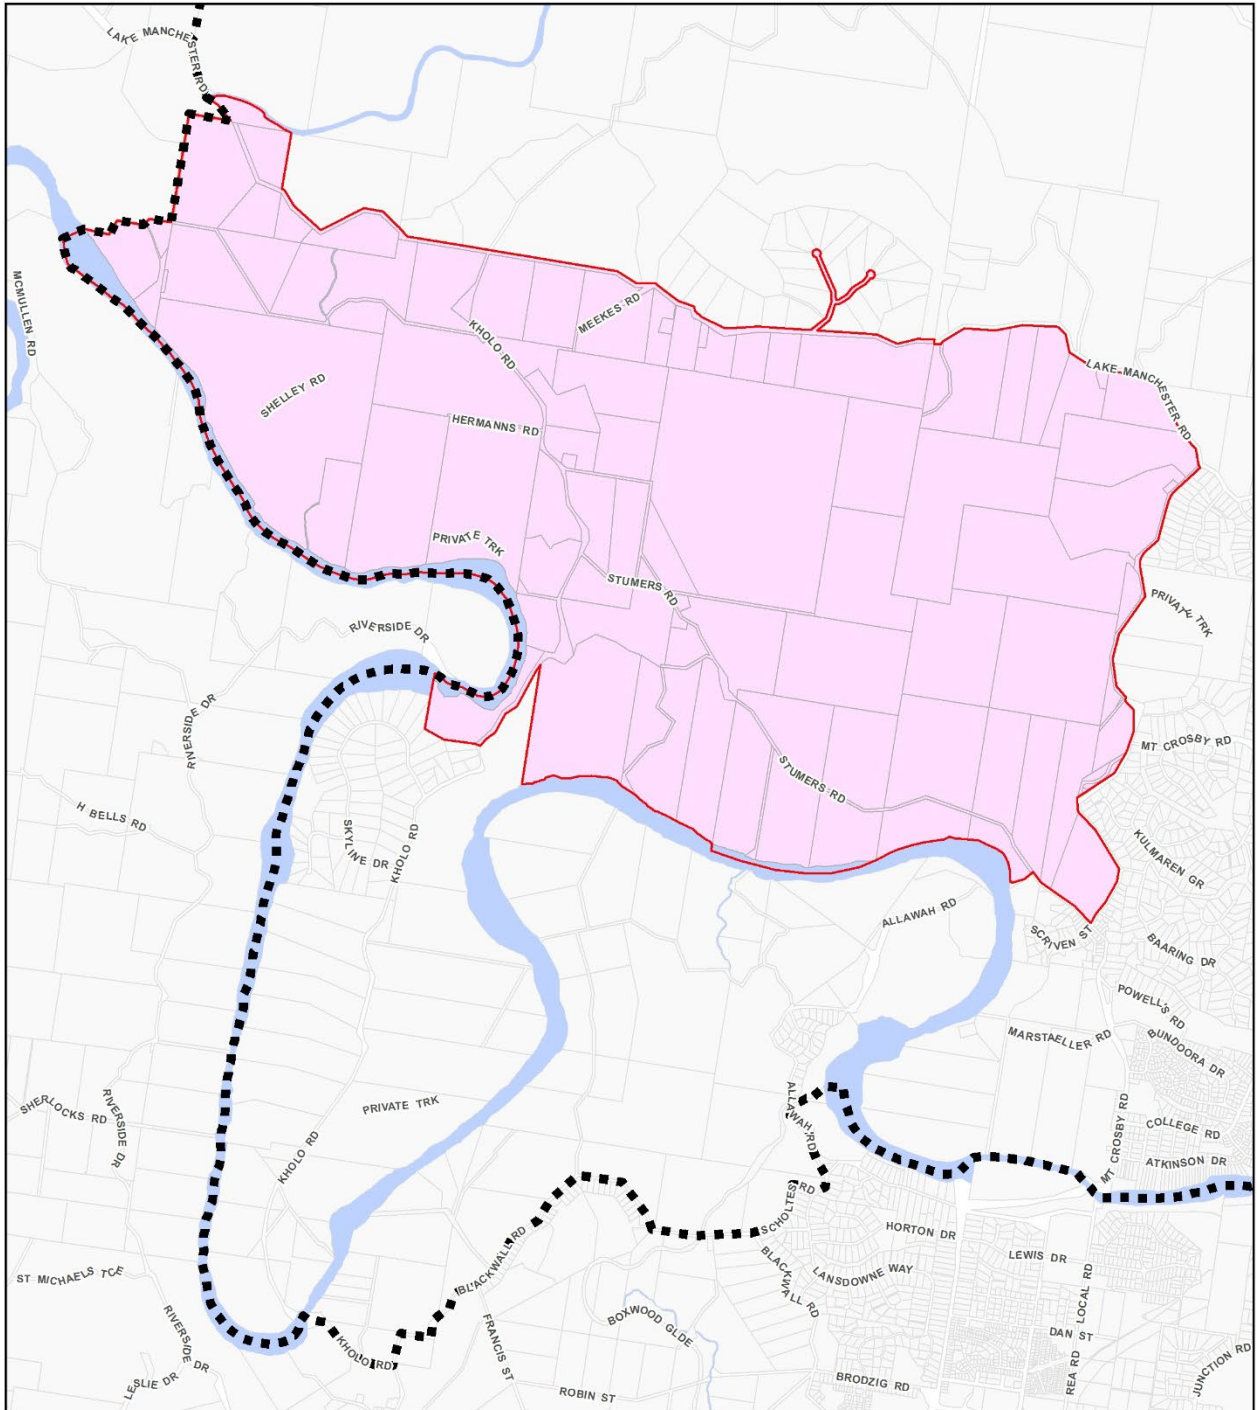 LAKE MANCHESTER RD
MCMULLEN RD
MEEKES RD
KHOLO RD
SHELLEY RD
LAKE MANCHESTER RD
HERMANNS RD
PRIVATE TRK
STUMERS RD
PRIVATE TRK
RIVERSIDE DR
RIVERSIDE DR
MT CROSBY RD
STUMERS RD
H BELLS RD
SKYLINE DR
KHOLO RD
KULMAREN GR
ALLAWAH RD
SCRIVEN ST
BAARING DR
POWELLS RD
MARSTAELLER RD
BUNDOORA DR
SHERLOCKS RD
RIVERSIDE DR
PRIVATE TRK
ALLAWAH RD
MT CROSBY RD
COLLEGE RD
KHOLO RD
ATKINSON DR
SCHOLTES RD
HORTON DR
BLACKWALL RD
LEWIS DR
ST MICHAELS TCE
BLACKWALL RD
LANSDOWNE WAY
LOCAL RD
RIVERSIDE DR
KHOLO RD
FRANCIS ST
BOXWOOD GLDE
DAN ST
LESLIE DR
ROBIN ST
BRODZIG RD
REA RD
JUNCTION RD